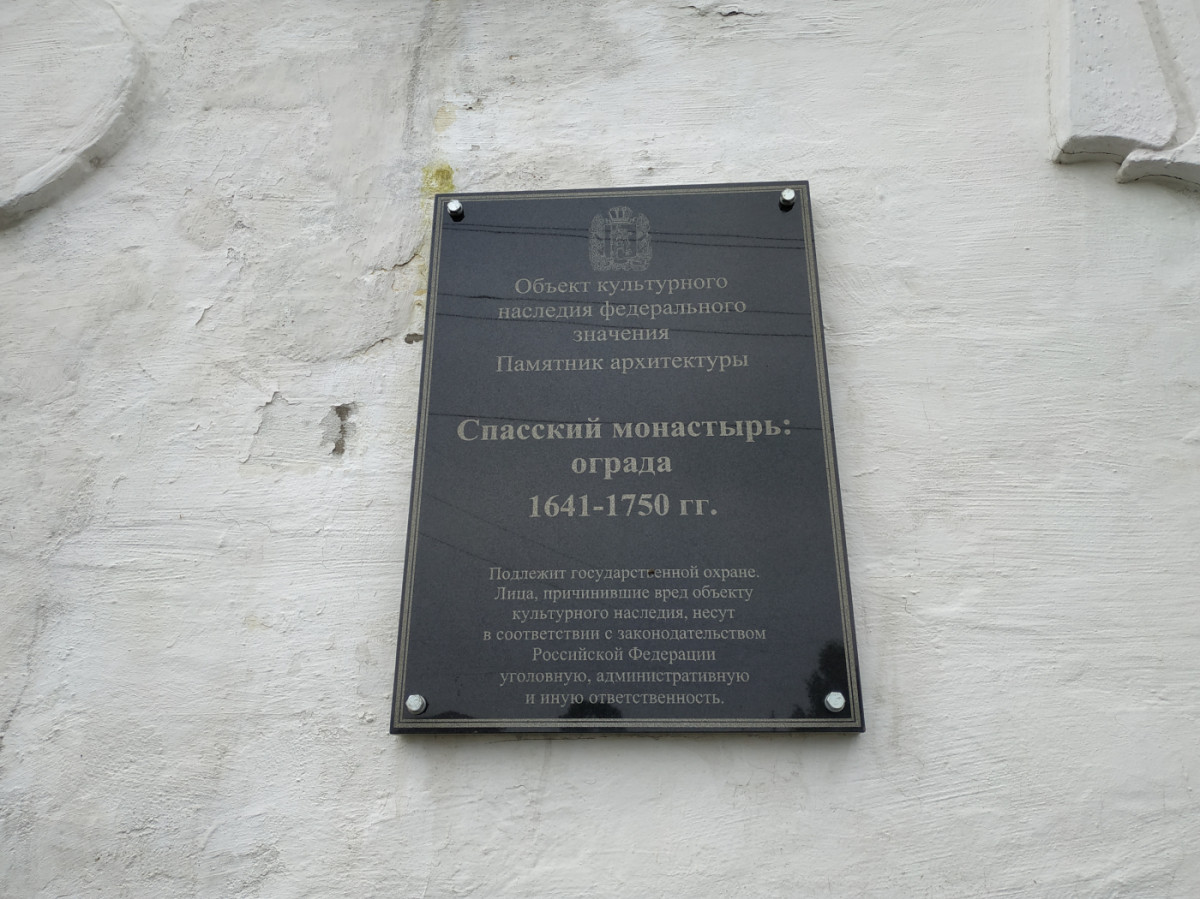 Объект культурного
наследия федерального
значения
Памятник архитектуры
Спасский монастырь:
ограда
1641-1750 гг.
Подлежит государственной охране.
Лица, причинившие вред объекту
культурного наследия, несут
в соответствии с законодательством
Российской Федерации
уголовную, административную
и иную ответственность.